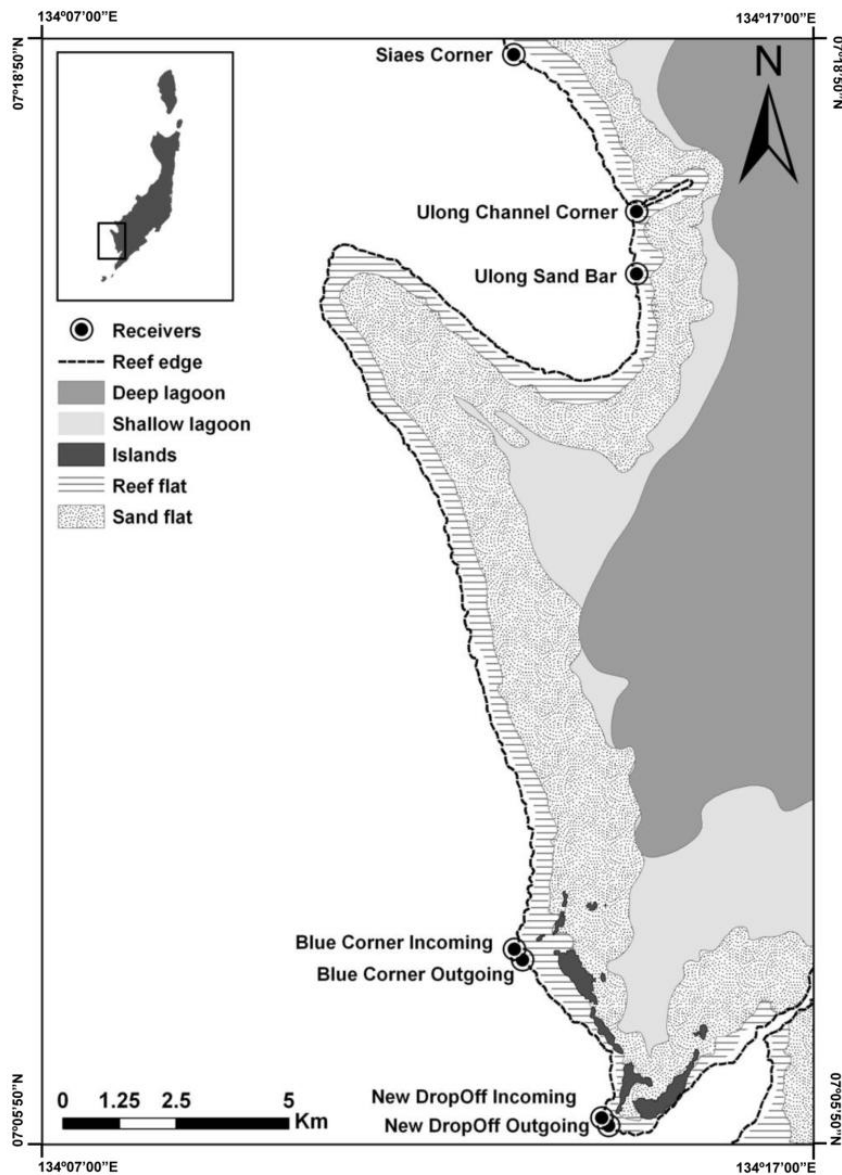 134º07'00"E
134º17'00"E
07º18'50"N
07º18'50"N
Siaes Corner
N
Ulong Channel Corner
Ulong Sand Bar
Receivers
Reef edge
Deep lagoon
Shallow lagoon
Islands
Reef flat
Sand flat
Blue Corner Incoming
Blue Corner Outgoing
New DropOff Incoming
New DropOff Outgoing
0 1.25 2.5 5
Km
07º05'50"N
07º05'50"N
134º07'00"E
134º17'00"E